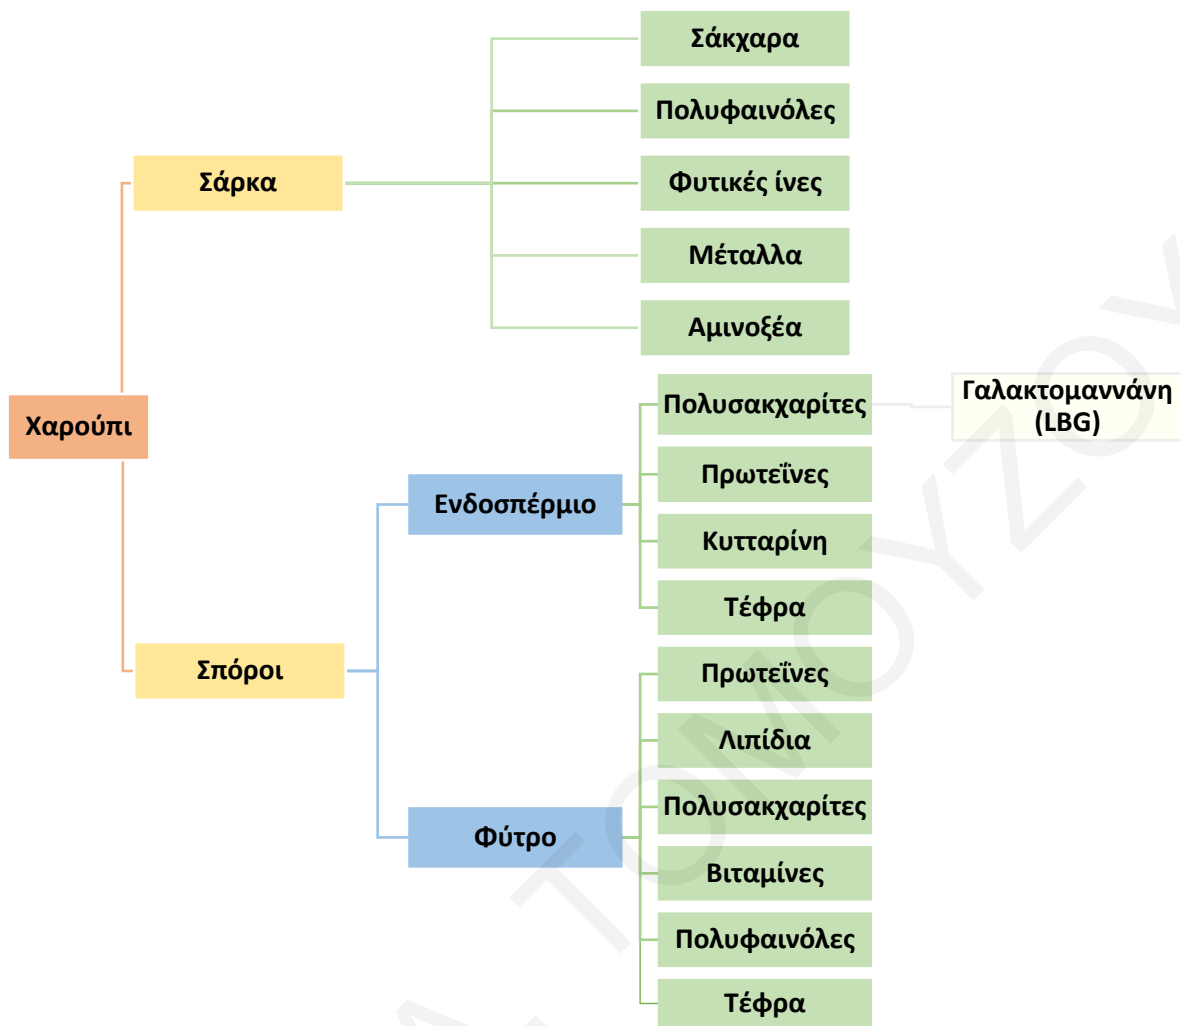 Σάκχαρα
Πολυφαινόλες
Σάρκα
Φυτικές ίνες
Μέταλλα
Αμινοξέα
Χαρούπι
Πολυσακχαρίτες
Γαλακτομαννάνη
(LBG)
Πρωτεΐνες
Ενδοσπέρμιο
Κυτταρίνη
Τέφρα
Σπόροι
Πρωτεΐνες
Λιπίδια
Πολυσακχαρίτες
Φύτρο
Βιταμίνες
Πολυφαινόλες
Τέφρα
Α. ΤΟΜΟΥΖΟΥ